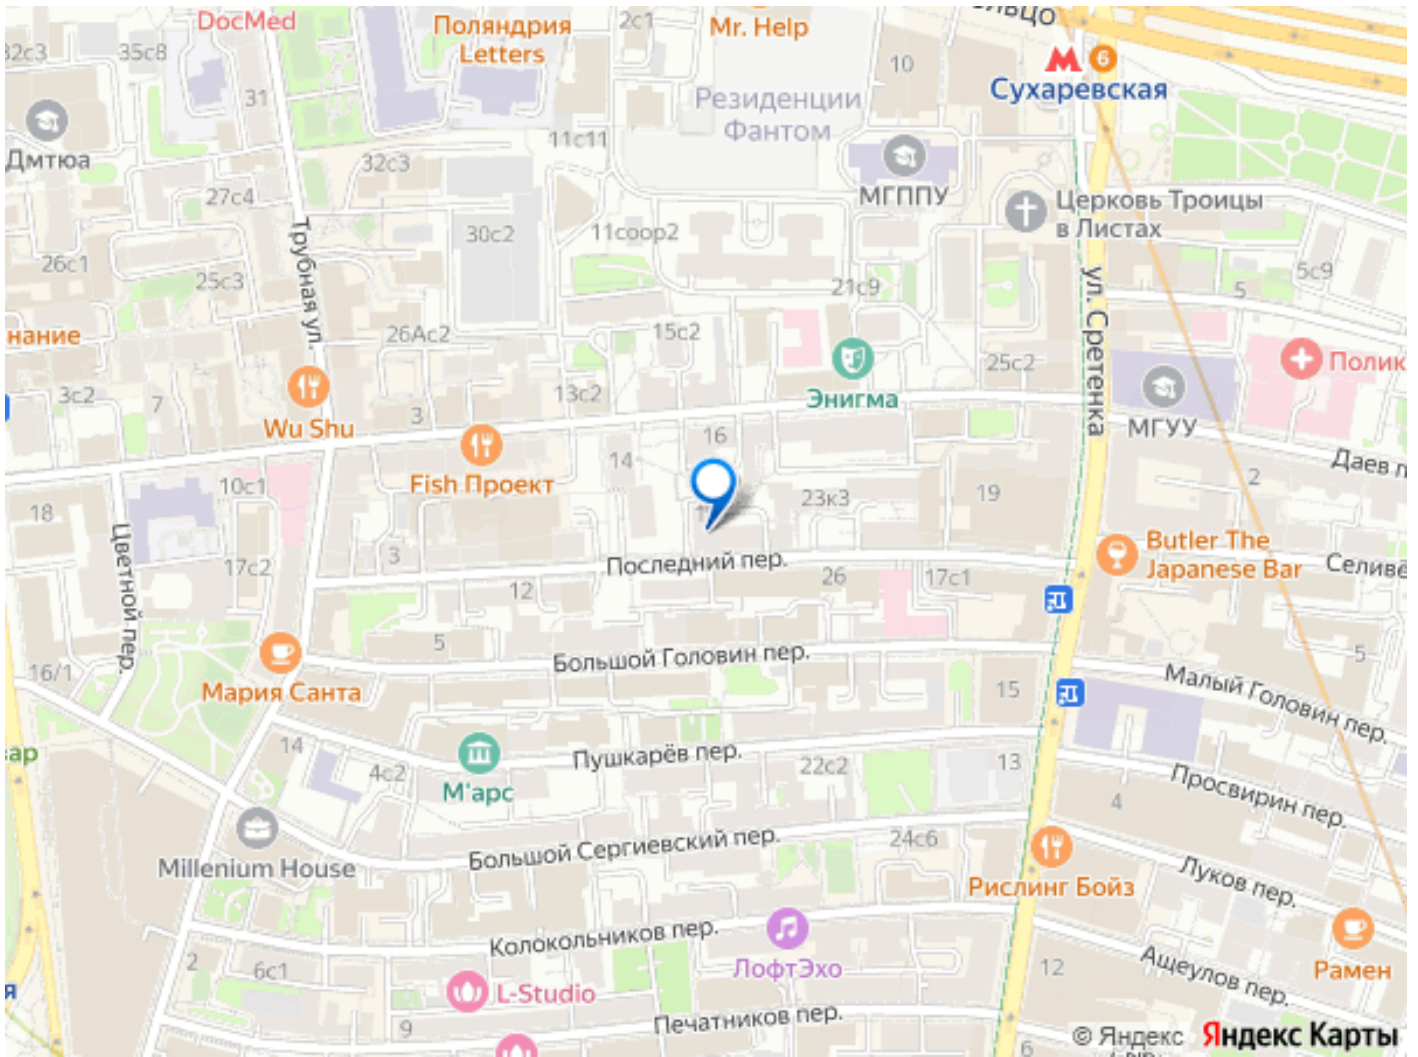 DocMed
Поляндрия
Letters
2с1
Mr. Help
ольцо
32с3
35с8
31
10
6
Сухаревская
Резиденции
Фантом
Дмтюа
11с11
32с3
МГППУ
27с4
Церковь Троицы
в Листах
30с2
11соор2
Трубная ул.
26с1
25с3
21с9
5с9
5
ул. Сретенка
нание
26Ас2
15с2
25с2
Полик
Энигма
3с2
7
Wu Shu
3
13с2
МГУУ
16
14
Fish Проект
Даев п
10с1
2
18
23к3
19
Цветной пер.
3
17с2
Последний пер.
Butler The
Japanese Bar
Селивё
12
26
17с1
5
Большой Головин пер.
5
16/1
Мария Санта
15
Малый Головин пер.
14
Пушкарёв пер.
4с2
22с2
13
М'арс
Просвирин пер.
4
Millenium House
Большой Сергиевский пер.
24с6
Рислинг Бойз
Луков пер.
Колокольников пер.
2
6с1
ЛофтЭхо
L-Studio
12
Ащеулов пер.
Рамен
я
9
Печатников пер.
6
© Яндекс
Яндекс Карты